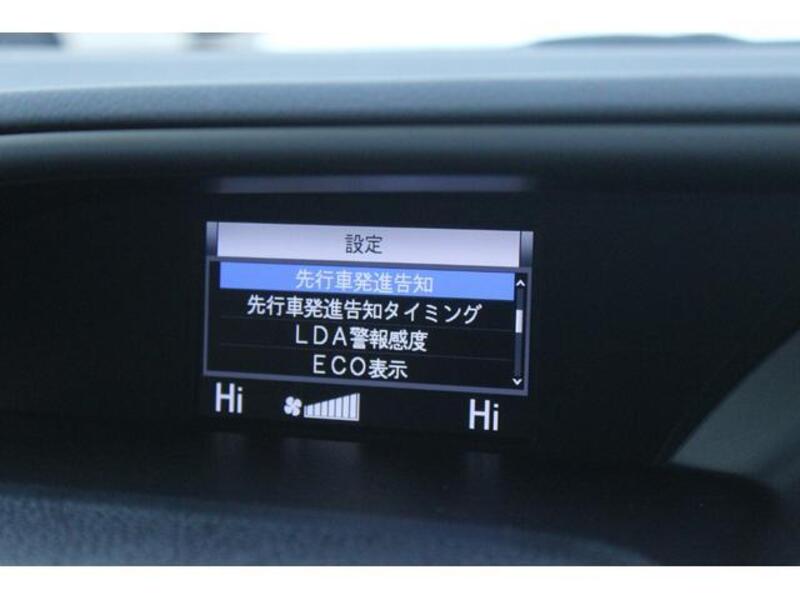 設定
先行車発進告知
先行車発進告知タイミング
LDA警報感度
ECO表示
Hi
Hi